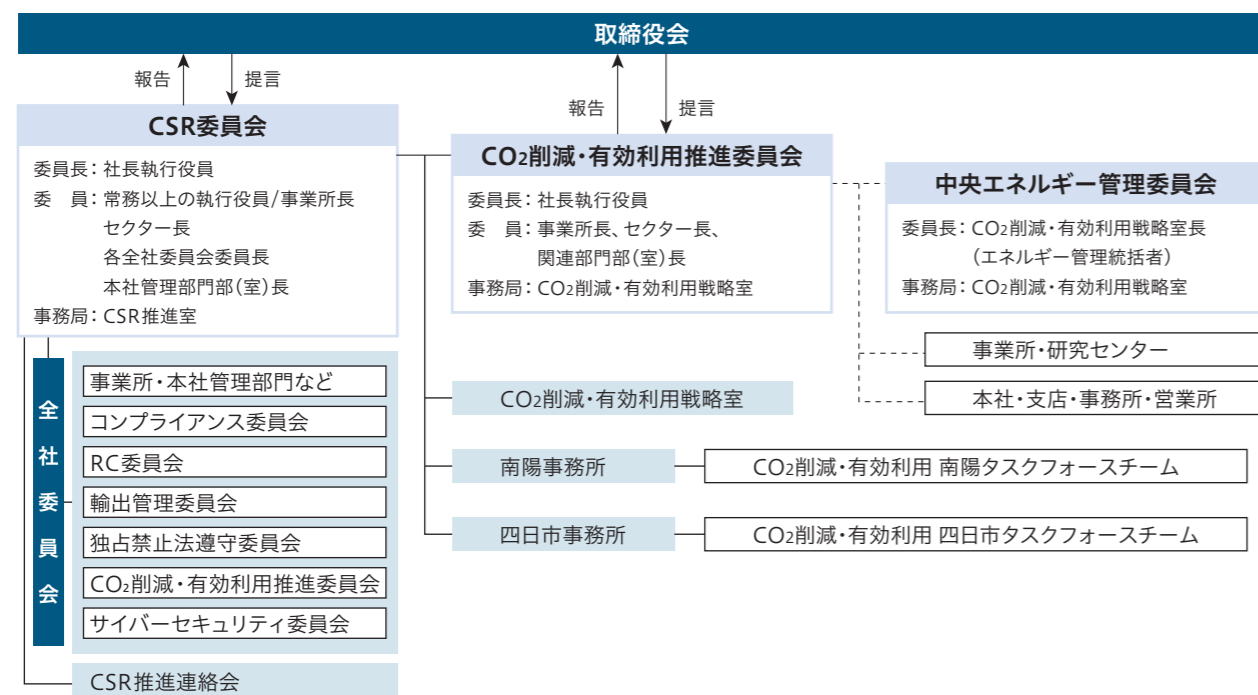 取締役会
報告
提言
報告
提言
CSR委員会
委員長：社長執行役員
委　員：常務以上の執行役員/事業所長
セクター長
各全社委員会委員長
本社管理部門部（室）長
事務局：CSR推進室
CO₂削減・有効利用推進委員会
委員長：社長執行役員
委　員：事業所長、セクター長、
関連部門部（室）長
事務局：CO₂削減・有効利用戦略室
中央エネルギー管理委員会
委員長：CO₂削減・有効利用戦略室長
（エネルギー管理統括者）
事務局：CO₂削減・有効利用戦略室
事業所・研究センター
本社・支店・事務所・営業所
全社委員会
事業所・本社管理部門など
コンプライアンス委員会
RC委員会
輸出管理委員会
独占禁止法遵守委員会
CO₂削減・有効利用推進委員会
サイバーセキュリティ委員会
CSR推進連絡会
CO₂削減・有効利用戦略室
南陽事務所
CO₂削減・有効利用 南陽タスクフォースチーム
四日市事務所
CO₂削減・有効利用 四日市タスクフォースチーム